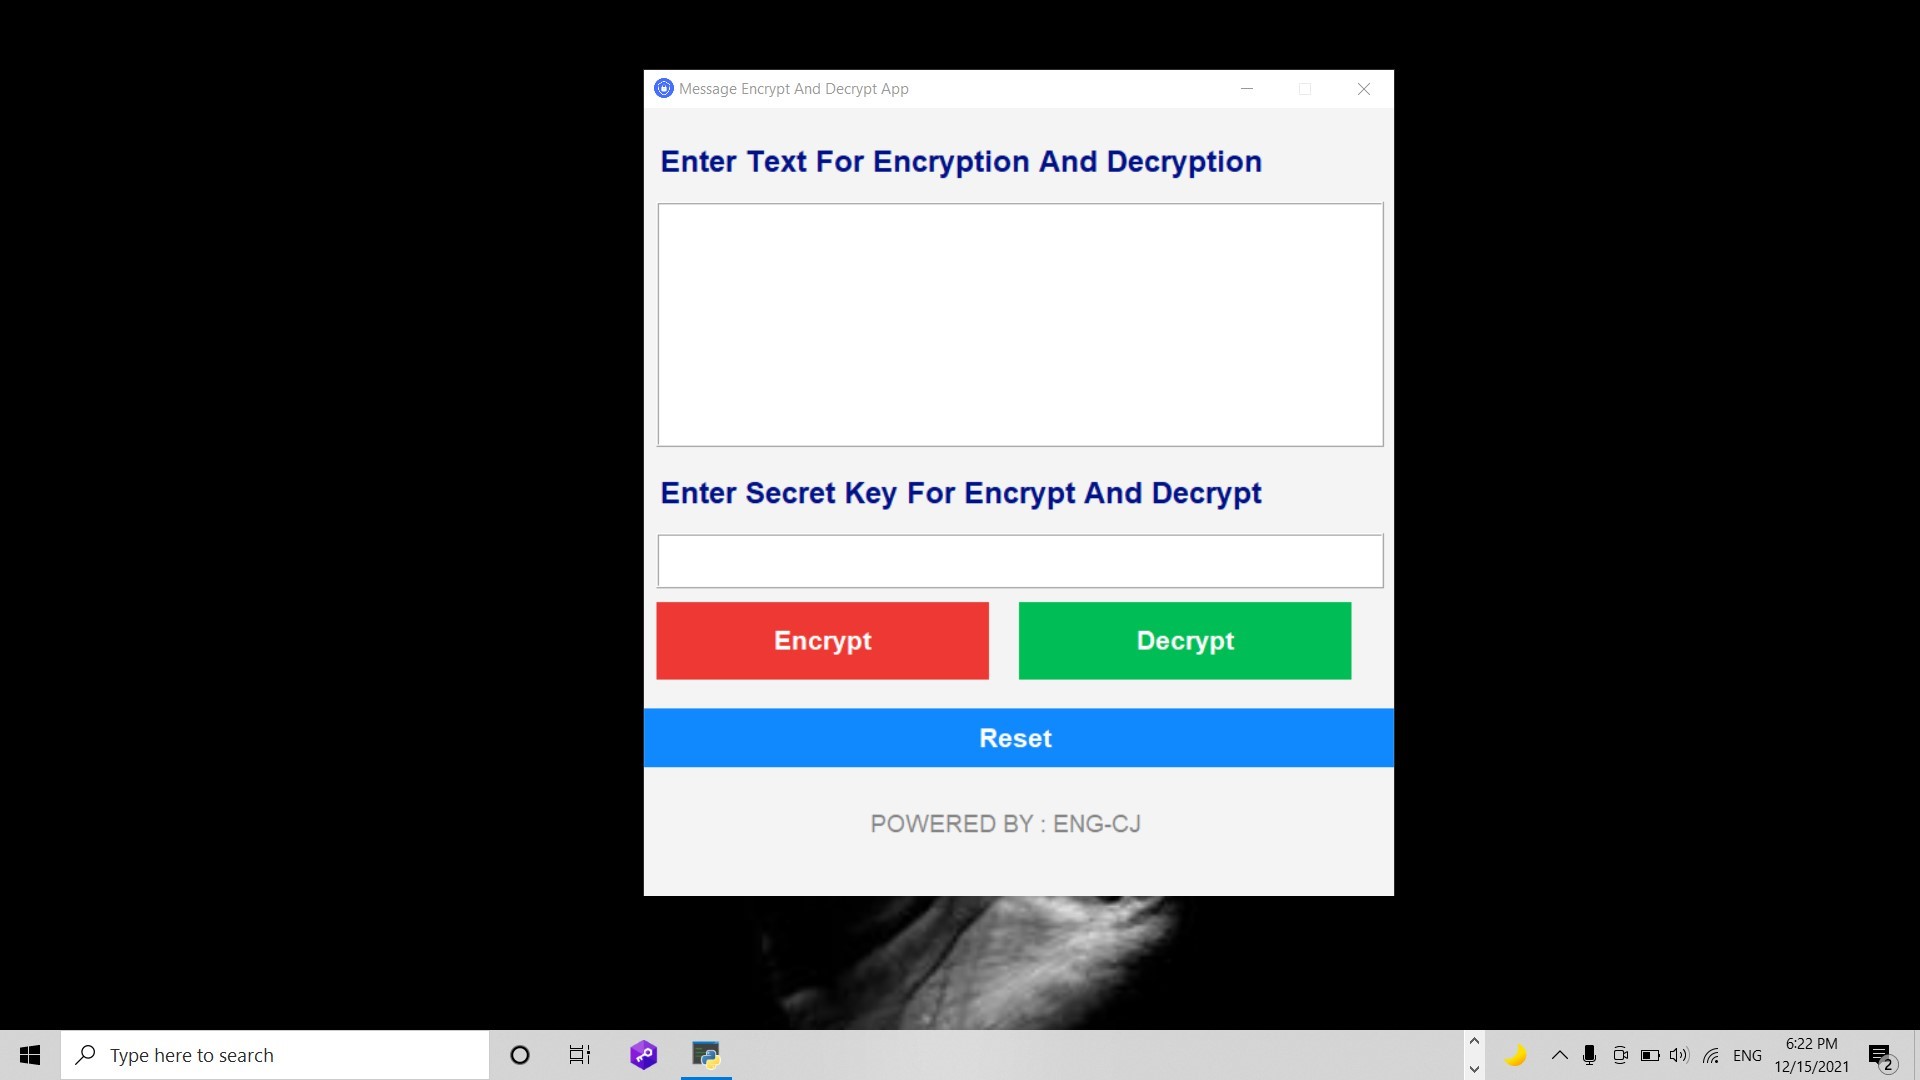 Message Encrypt And Decrypt App
Enter Text For Encryption And Decryption
Enter Secret Key For Encrypt And Decrypt
Encrypt Decrypt
Reset
POWERED BY : ENG-CJ
Type here to search
ENG
6:22 PM
12/15/2021
2